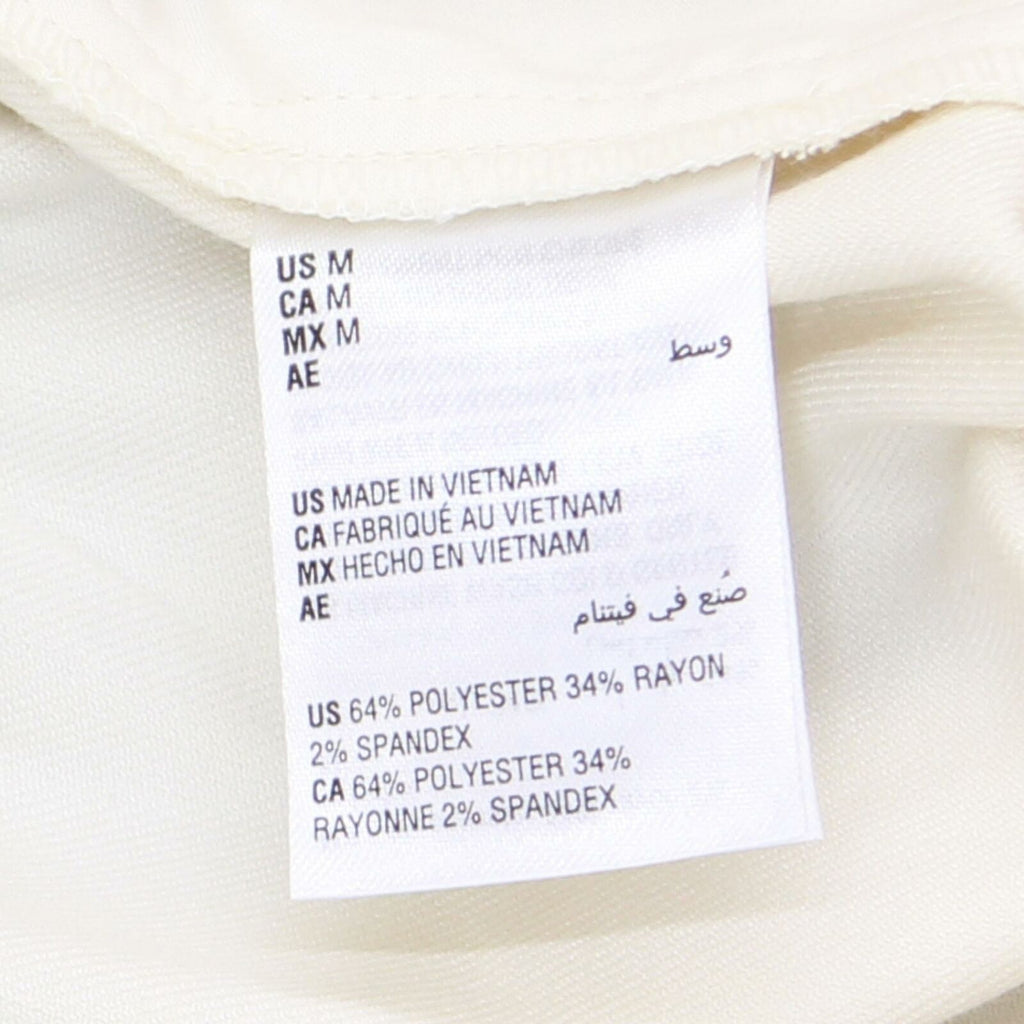 US M
CA M
MX M
AE وسط
US MADE IN VIETNAM
CA FABRIQUÉ AU VIETNAM
MX HECHO EN VIETNAM
AE صُنع في فيتنام
US 64% POLYESTER 34% RAYON
2% SPANDEX
CA 64% POLYESTER 34%
RAYONNE 2% SPANDEX